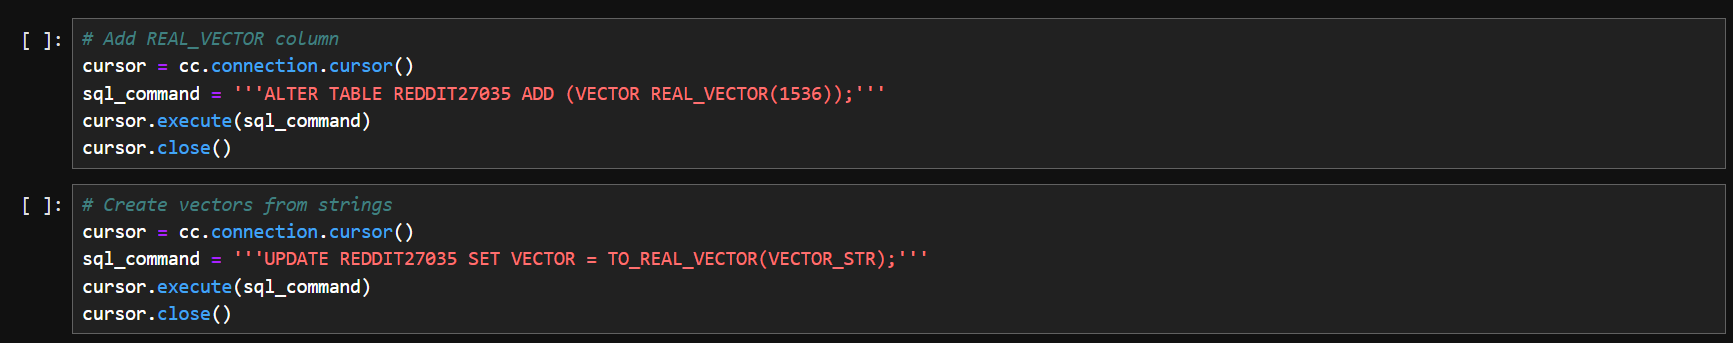 [ ]: # Add REAL_VECTOR column
cursor = cc.connection.cursor()
sql_command = '''ALTER TABLE REDDIT27035 ADD (VECTOR REAL_VECTOR(1536));'''
cursor.execute(sql_command)
cursor.close()
[ ]: # Create vectors from strings
cursor = cc.connection.cursor()
sql_command = '''UPDATE REDDIT27035 SET VECTOR = TO_REAL_VECTOR(VECTOR_STR);'''
cursor.execute(sql_command)
cursor.close()